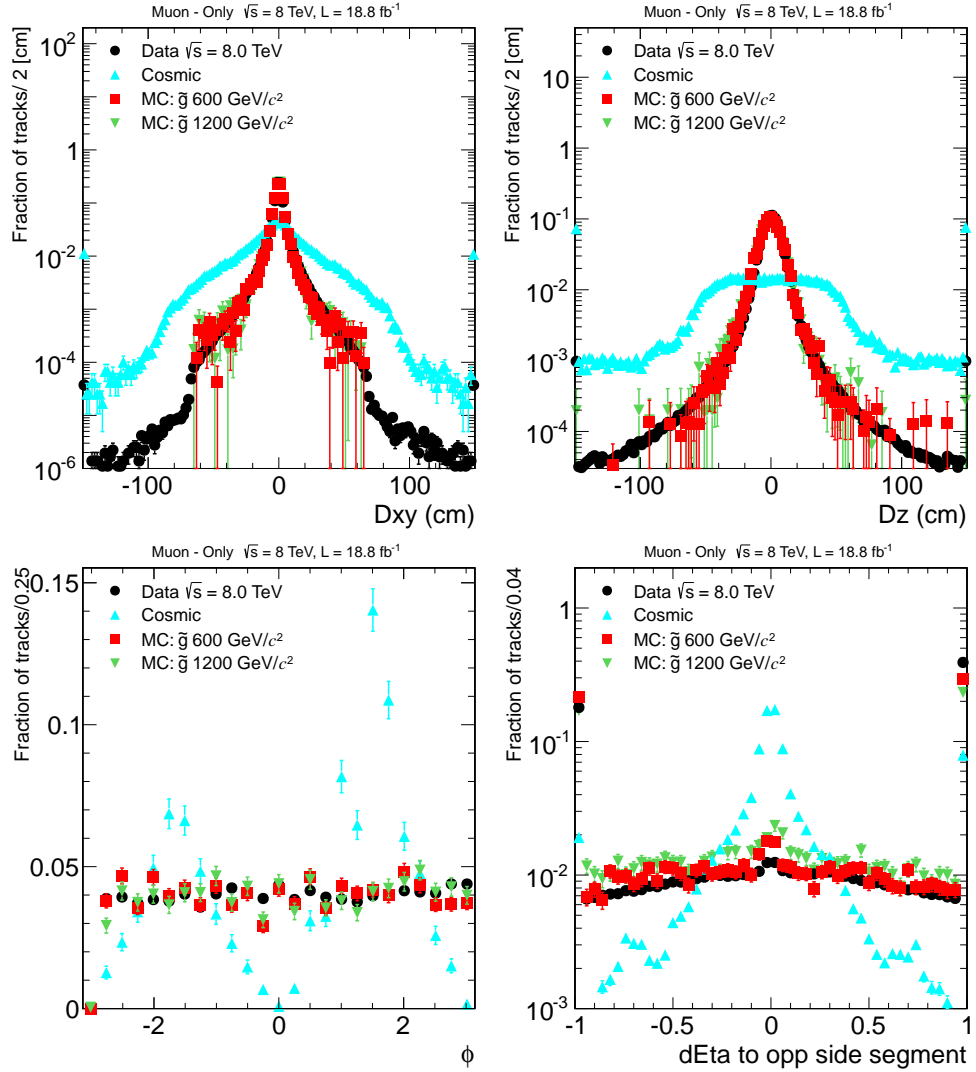 Muon - Only √s = 8 TeV, L = 18.8 fb⁻¹
Fraction of tracks/ 2 [cm]
Data √s = 8.0 TeV
Cosmic
MC: g̃ 600 GeV/c²
MC: g̃ 1200 GeV/c²
10²
1
10⁻²
10⁻⁴
10⁻⁶
-100 0 100
Dxy (cm)
Muon - Only √s = 8 TeV, L = 18.8 fb⁻¹
Fraction of tracks/ 2 [cm]
Data √s = 8.0 TeV
Cosmic
MC: g̃ 600 GeV/c²
MC: g̃ 1200 GeV/c²
10
1
10⁻¹
10⁻²
10⁻³
10⁻⁴
-100 0 100
Dz (cm)
Muon - Only √s = 8 TeV, L = 18.8 fb⁻¹
Fraction of tracks/0.25
Data √s = 8.0 TeV
Cosmic
MC: g̃ 600 GeV/c²
MC: g̃ 1200 GeV/c²
0.15
0.1
0.05
0
-2 0 2
ϕ
Muon - Only √s = 8 TeV, L = 18.8 fb⁻¹
Fraction of tracks/0.04
Data √s = 8.0 TeV
Cosmic
MC: g̃ 600 GeV/c²
MC: g̃ 1200 GeV/c²
1
10⁻¹
10⁻²
10⁻³
-1 -0.5 0 0.5 1
dEta to opp side segment